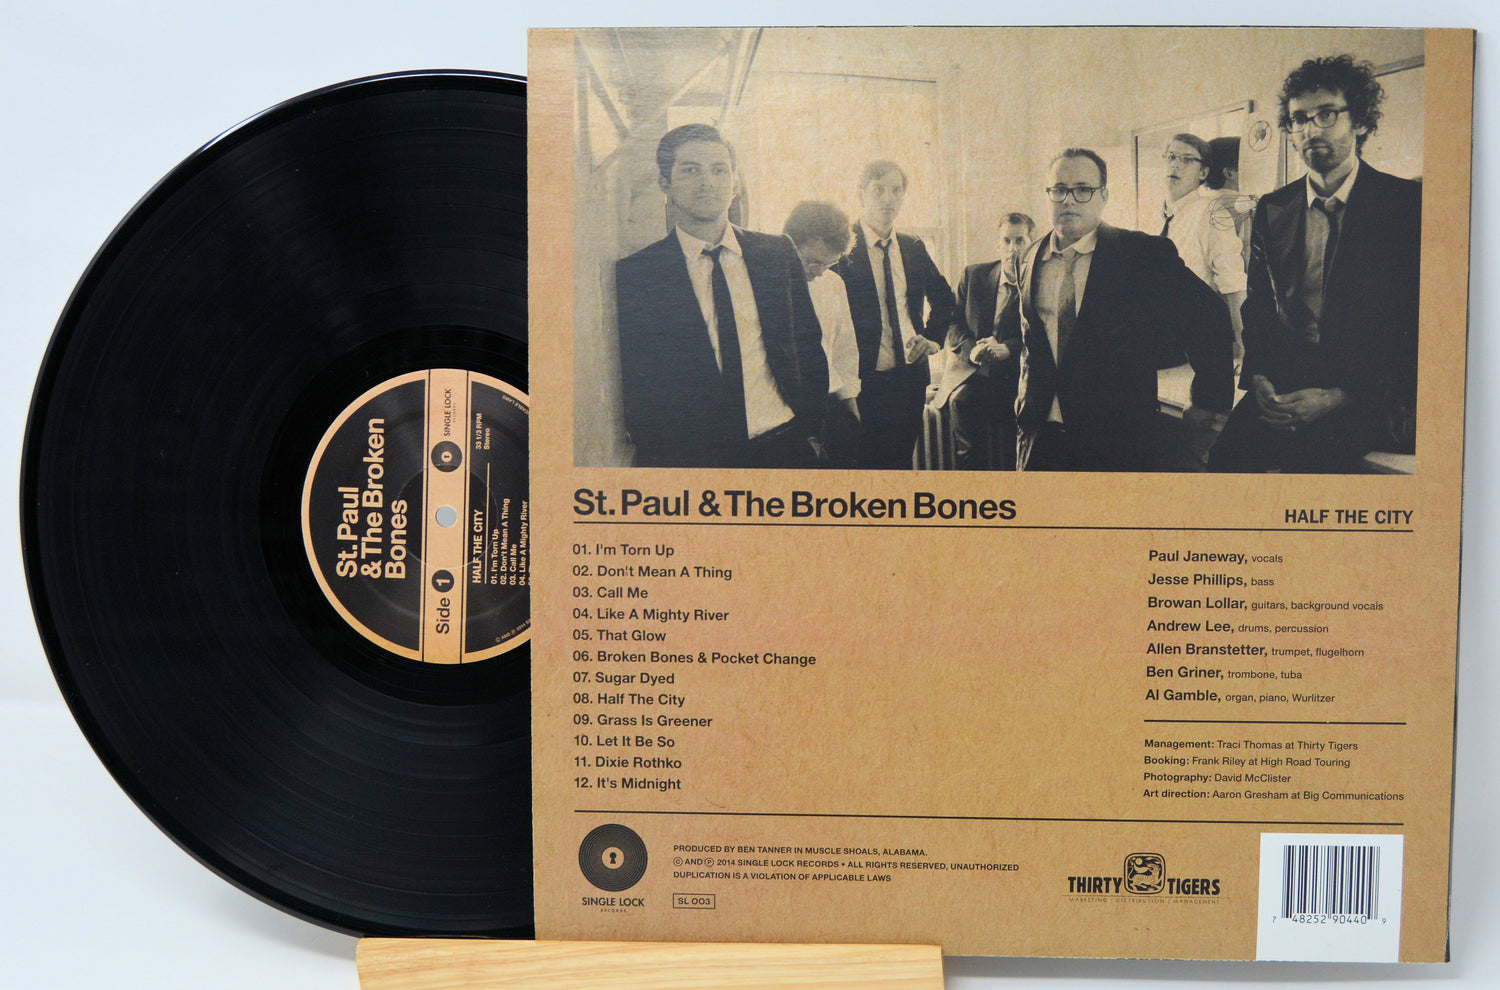 St. Paul
& The Broken
Bones
Side 1
SINGLE LOCK
RECORDS
HALF THE CITY
33 1/3 RPM
Stereo
01. I'm Torn Up
02. Don't Mean A Thing
03. Call Me
04. Like A Mighty River
St. Paul & The Broken Bones
HALF THE CITY
01. I'm Torn Up
02. Don't Mean A Thing
03. Call Me
04. Like A Mighty River
05. That Glow
06. Broken Bones & Pocket Change
07. Sugar Dyed
08. Half The City
09. Grass Is Greener
10. Let It Be So
11. Dixie Rothko
12. It's Midnight
Paul Janeway, vocals
Jesse Phillips, bass
Browan Lollar, guitars, background vocals
Andrew Lee, drums, percussion
Allen Branstetter, trumpet, flugelhorn
Ben Griner, trombone, tuba
Al Gamble, organ, piano, Wurlitzer
Management: Traci Thomas at Thirty Tigers
Booking: Frank Riley at High Road Touring
Photography: David McClister
Art direction: Aaron Gresham at Big Communications
SINGLE LOCK
RECORDS
PRODUCED BY BEN TANNER IN MUSCLE SHOALS, ALABAMA.
Ⓒ AND Ⓟ 2014 SINGLE LOCK RECORDS • ALL RIGHTS RESERVED, UNAUTHORIZED
DUPLICATION IS A VIOLATION OF APPLICABLE LAWS
SL 003
THIRTY TIGERS
MARKETING | DISTRIBUTION | MANAGEMENT
7 48252 90440 9